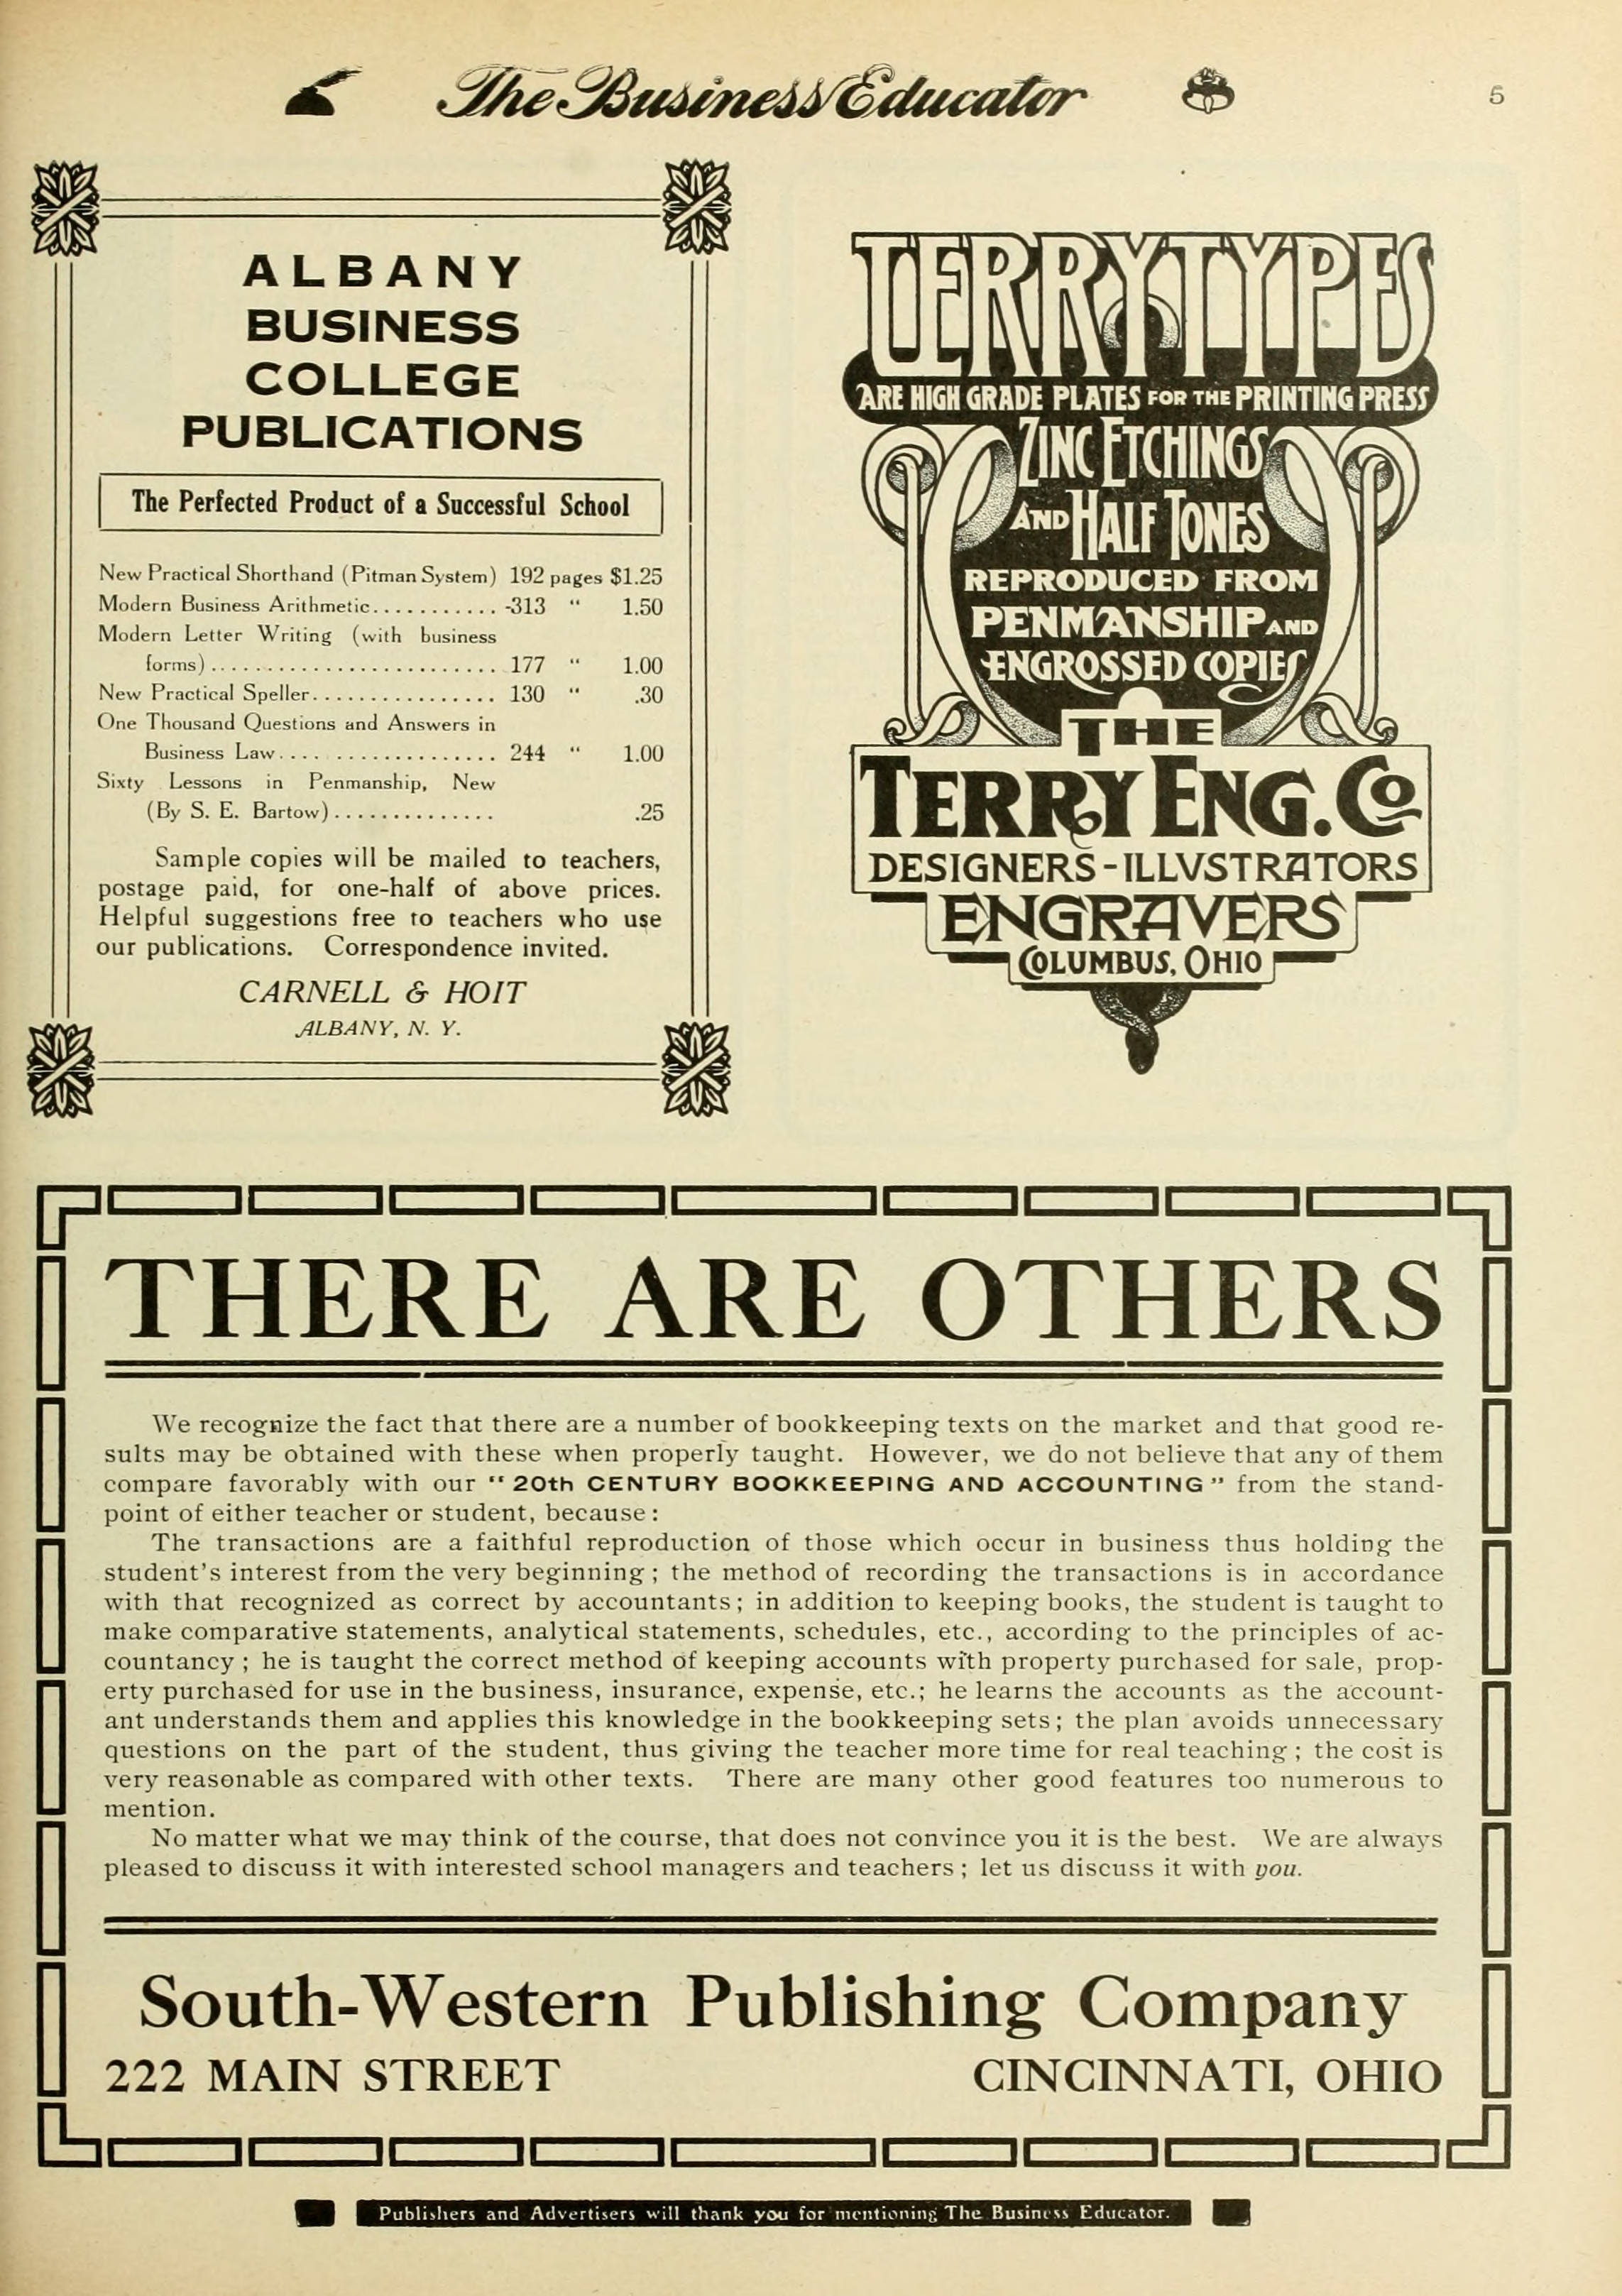 The Business Educator
5
ALBANY
BUSINESS
COLLEGE
PUBLICATIONS
The Perfected Product of a Successful School
New Practical Shorthand (Pitman System) 192 pages $1.25
Modern Business Arithmetic........... -313 " 1.50
Modern Letter Writing (with business
forms)........................ 177 " 1.00
New Practical Speller................. 130 " .30
One Thousand Questions and Answers in
Business Law.................. 244 " 1.00
Sixty Lessons in Penmanship, New
(By S. E. Bartow).............. .25
Sample copies will be mailed to teachers,
postage paid, for one-half of above prices.
Helpful suggestions free to teachers who use
our publications. Correspondence invited.
CARNELL & HOIT
ALBANY, N. Y.
TERRYTYPES
ARE HIGH GRADE PLATES FOR THE PRINTING PRESS
ZINC ETCHINGS
AND HALF TONES
REPRODUCED FROM
PENMANSHIP AND
ENGROSSED COPIES
THE
TERRY ENG. Co
DESIGNERS-ILLVSTRATORS
ENGRAVERS
COLUMBUS, OHIO
THERE ARE OTHERS
We recognize the fact that there are a number of bookkeeping texts on the market and that good re-
sults may be obtained with these when properly taught. However, we do not believe that any of them
compare favorably with our "20th CENTURY BOOKKEEPING AND ACCOUNTING" from the stand-
point of either teacher or student, because:
The transactions are a faithful reproduction of those which occur in business thus holding the
student's interest from the very beginning; the method of recording the transactions is in accordance
with that recognized as correct by accountants; in addition to keeping books, the student is taught to
make comparative statements, analytical statements, schedules, etc., according to the principles of ac-
countancy; he is taught the correct method of keeping accounts with property purchased for sale, prop-
erty purchased for use in the business, insurance, expense, etc.; he learns the accounts as the account-
ant understands them and applies this knowledge in the bookkeeping sets; the plan avoids unnecessary
questions on the part of the student, thus giving the teacher more time for real teaching; the cost is
very reasonable as compared with other texts. There are many other good features too numerous to
mention.
No matter what we may think of the course, that does not convince you it is the best. We are always
pleased to discuss it with interested school managers and teachers; let us discuss it with you.
South-Western Publishing Company
222 MAIN STREET CINCINNATI, OHIO
Publishers and Advertisers will thank you for mentioning The Business Educator.